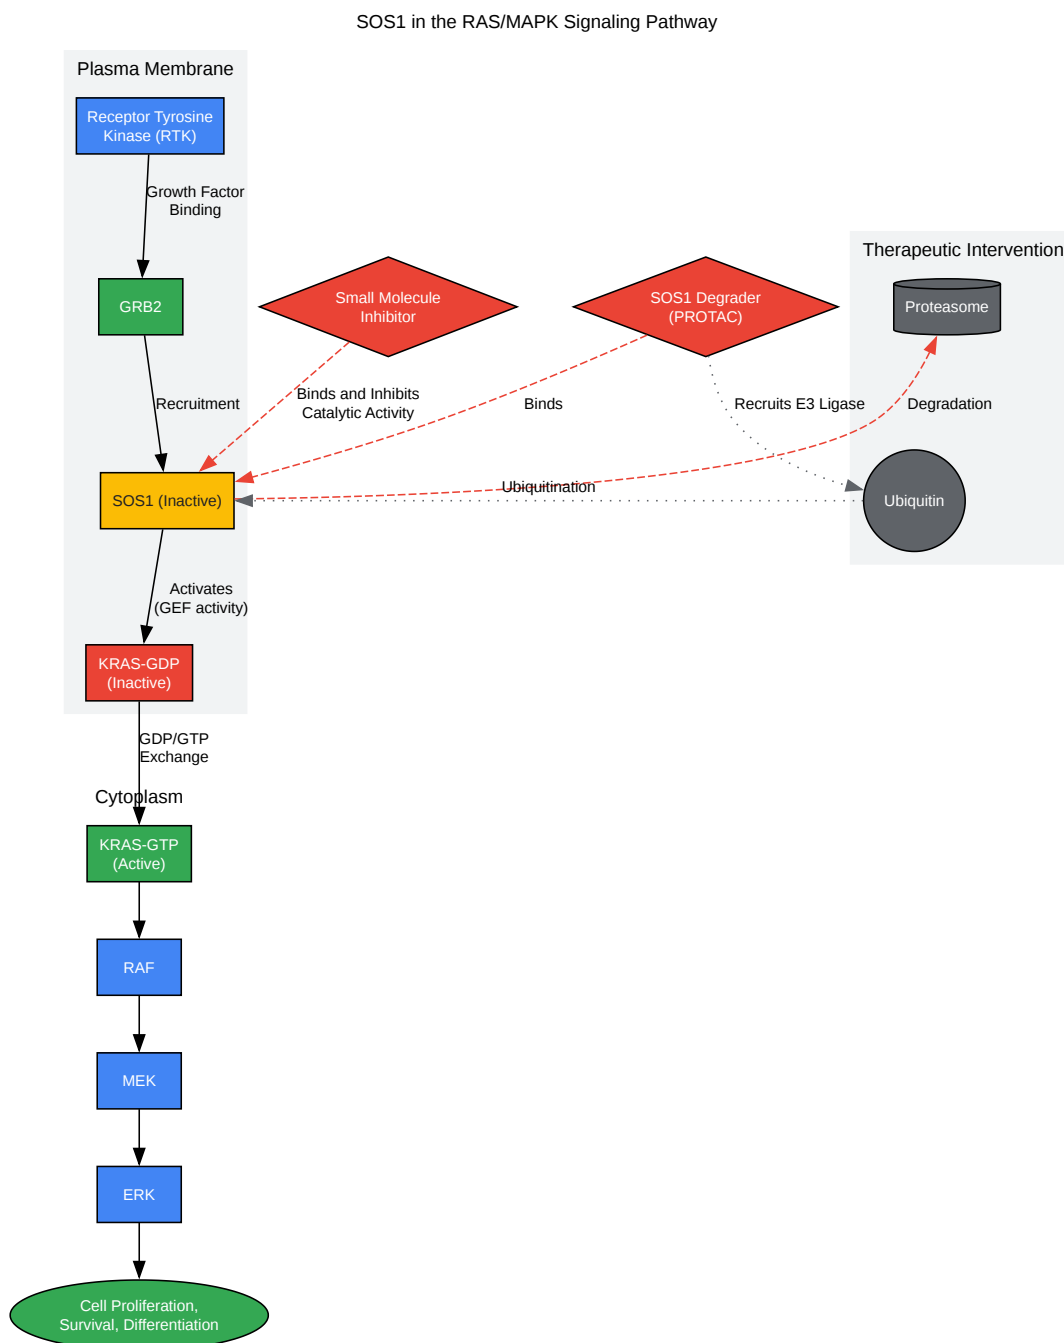 SOS1 in the RAS/MAPK Signaling Pathway
Plasma Membrane
Receptor Tyrosine
Kinase (RTK)
Growth Factor
Binding
Therapeutic Intervention
GRB2
Small Molecule
Inhibitor
SOS1 Degrader
(PROTAC)
Proteasome
Recruitment
Binds and Inhibits
Catalytic Activity
Binds
Recruits E3 Ligase
Degradation
SOS1 (Inactive)
Ubiquitination
Ubiquitin
Activates
(GEF activity)
KRAS-GDP
(Inactive)
GDP/GTP
Exchange
Cytoplasm
KRAS-GTP
(Active)
RAF
MEK
ERK
Cell Proliferation,
Survival, Differentiation